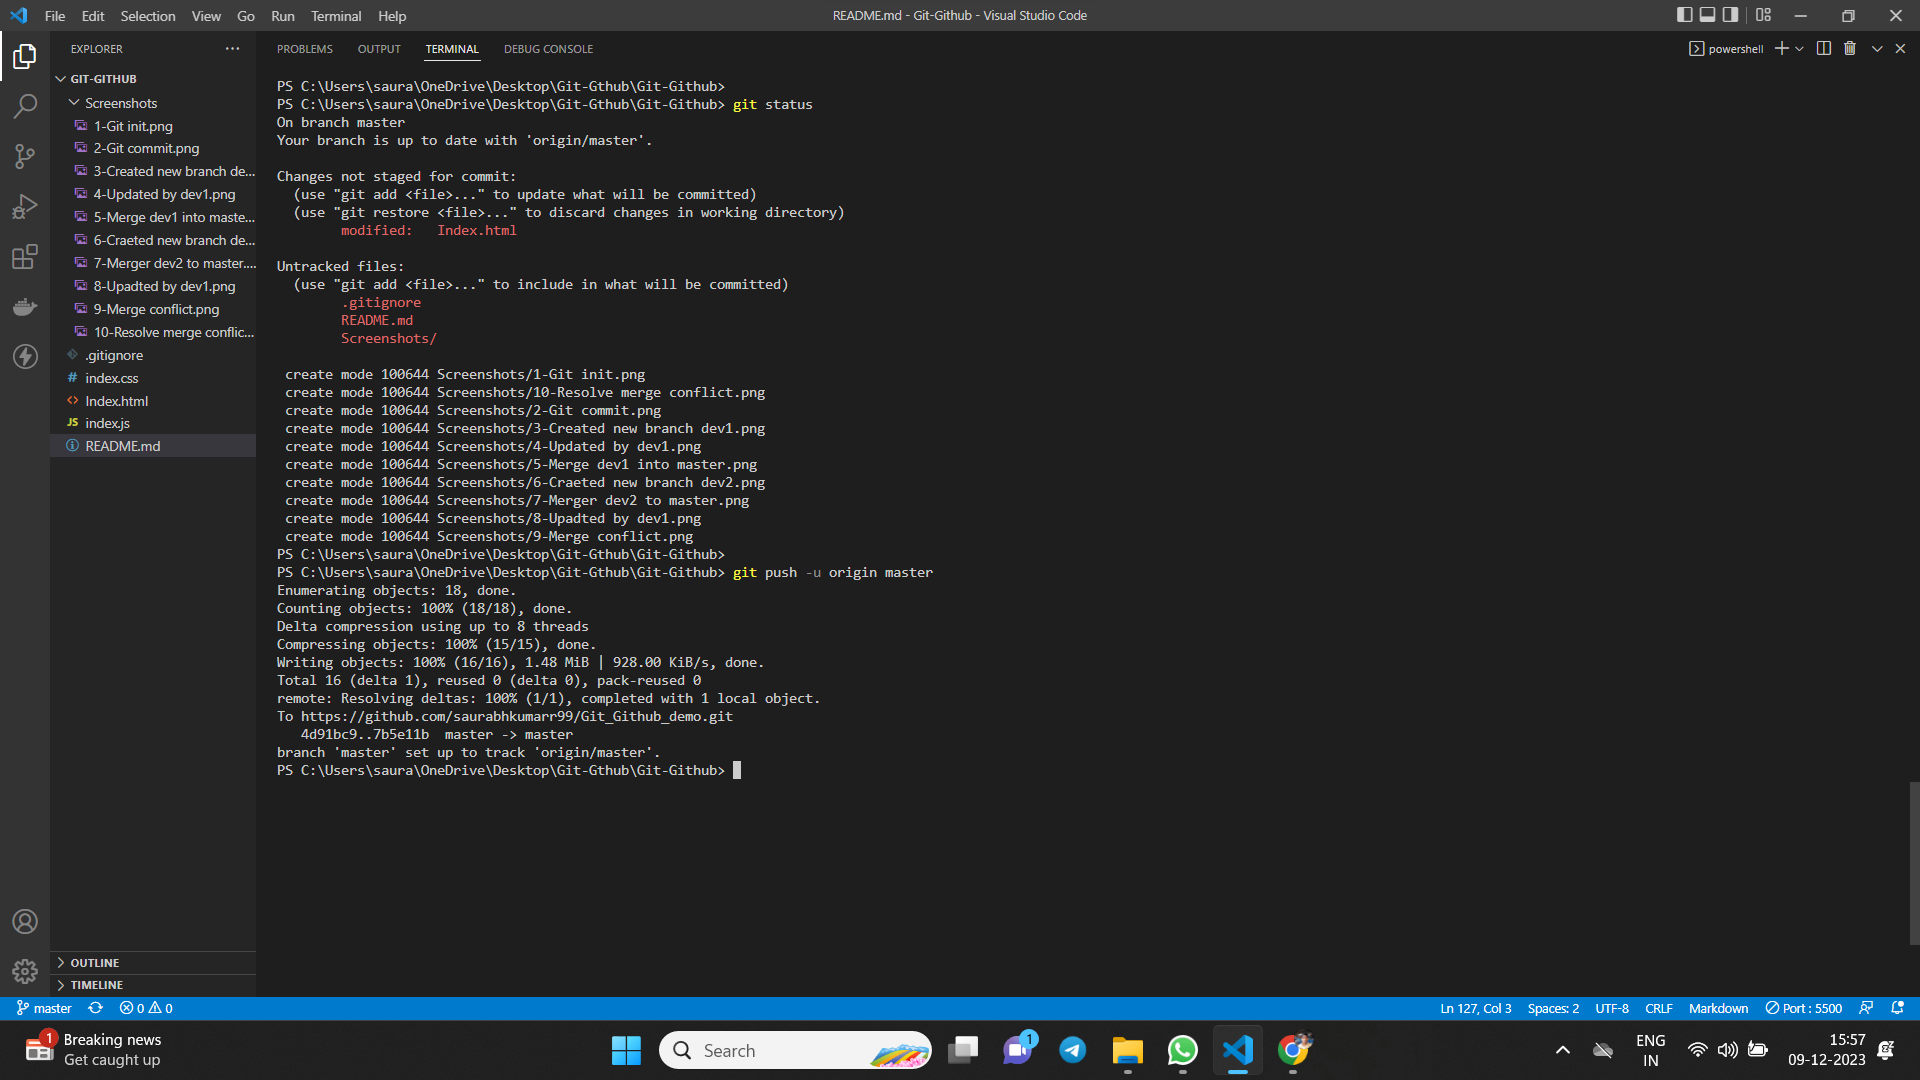 File Edit Selection View Go Run Terminal Help
README.md - Git-Github - Visual Studio Code
EXPLORER
GIT-GITHUB
Screenshots
1-Git init.png
2-Git commit.png
3-Created new branch de...
4-Updated by dev1.png
5-Merge dev1 into maste...
6-Craeted new branch de...
7-Merger dev2 to master....
8-Upadted by dev1.png
9-Merge conflict.png
10-Resolve merge conflic...
.gitignore
# index.css
<> Index.html
JS index.js
README.md
OUTLINE
TIMELINE
PROBLEMS OUTPUT TERMINAL DEBUG CONSOLE
powershell
PS C:\Users\saura\OneDrive\Desktop\Git-Gthub\Git-Github>
PS C:\Users\saura\OneDrive\Desktop\Git-Gthub\Git-Github> git status
On branch master
Your branch is up to date with 'origin/master'.
Changes not staged for commit:
(use "git add <file>..." to update what will be committed)
(use "git restore <file>..." to discard changes in working directory)
modified:   Index.html
Untracked files:
(use "git add <file>..." to include in what will be committed)
.gitignore
README.md
Screenshots/
create mode 100644 Screenshots/1-Git init.png
create mode 100644 Screenshots/10-Resolve merge conflict.png
create mode 100644 Screenshots/2-Git commit.png
create mode 100644 Screenshots/3-Created new branch dev1.png
create mode 100644 Screenshots/4-Updated by dev1.png
create mode 100644 Screenshots/5-Merge dev1 into master.png
create mode 100644 Screenshots/6-Craeted new branch dev2.png
create mode 100644 Screenshots/7-Merger dev2 to master.png
create mode 100644 Screenshots/8-Upadted by dev1.png
create mode 100644 Screenshots/9-Merge conflict.png
PS C:\Users\saura\OneDrive\Desktop\Git-Gthub\Git-Github>
PS C:\Users\saura\OneDrive\Desktop\Git-Gthub\Git-Github> git push -u origin master
Enumerating objects: 18, done.
Counting objects: 100% (18/18), done.
Delta compression using up to 8 threads
Compressing objects: 100% (15/15), done.
Writing objects: 100% (16/16), 1.48 MiB | 928.00 KiB/s, done.
Total 16 (delta 1), reused 0 (delta 0), pack-reused 0
remote: Resolving deltas: 100% (1/1), completed with 1 local object.
To https://github.com/saurabhkumarr99/Git_Github_demo.git
4d91bc9..7b5e11b  master -> master
branch 'master' set up to track 'origin/master'.
PS C:\Users\saura\OneDrive\Desktop\Git-Gthub\Git-Github>
master 0 0
Ln 127, Col 3 Spaces: 2 UTF-8 CRLF Markdown Port : 5500
1
Breaking news
Get caught up
Search
1
ENG
IN
15:57
09-12-2023